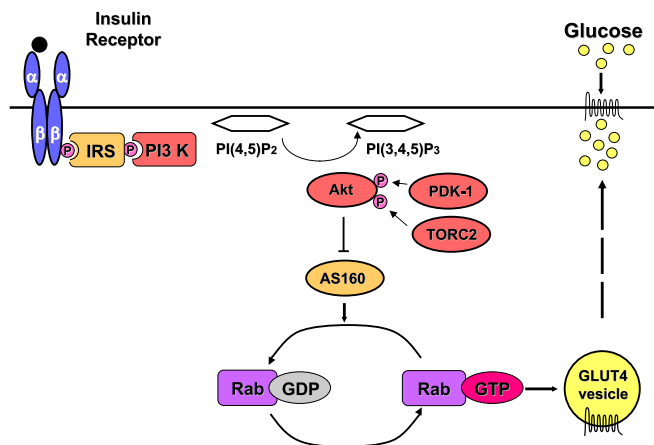 Insulin
Receptor
Glucose
α α
β β
P IRS P PI3 K
PI(4,5)P2
PI(3,4,5)P3
Akt
P
P
PDK-1
TORC2
AS160
Rab GDP
Rab GTP
GLUT4
vesicle